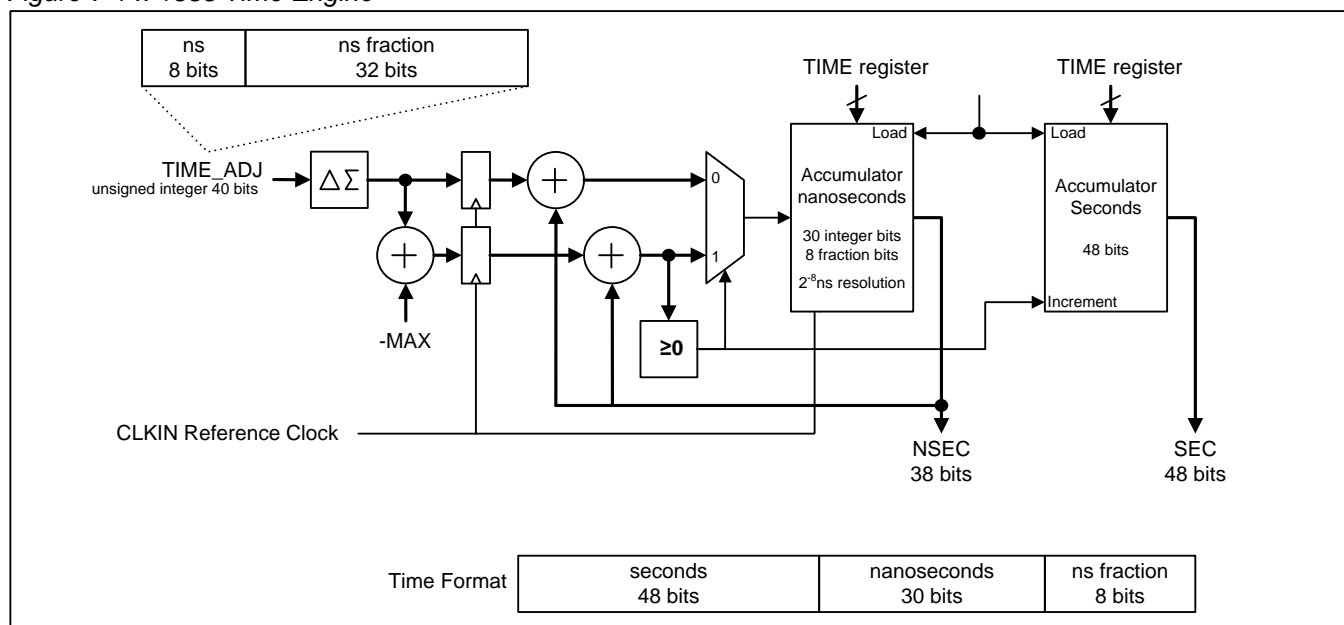 Figure Time Engine
ns
8 bits
ns fraction
32 bits
TIME register
TIME register
Load
Load
TIME_ADJ
unsigned integer 40 bits
ΔΣ
+
0
Accumulator
nanoseconds
30 integer bits
8 fraction bits
2⁻⁸ns resolution
Accumulator
Seconds
48 bits
+
+
1
Increment
-MAX
≥0
CLKIN Reference Clock
NSEC
38 bits
SEC
48 bits
Time Format
seconds
48 bits
nanoseconds
30 bits
ns fraction
8 bits